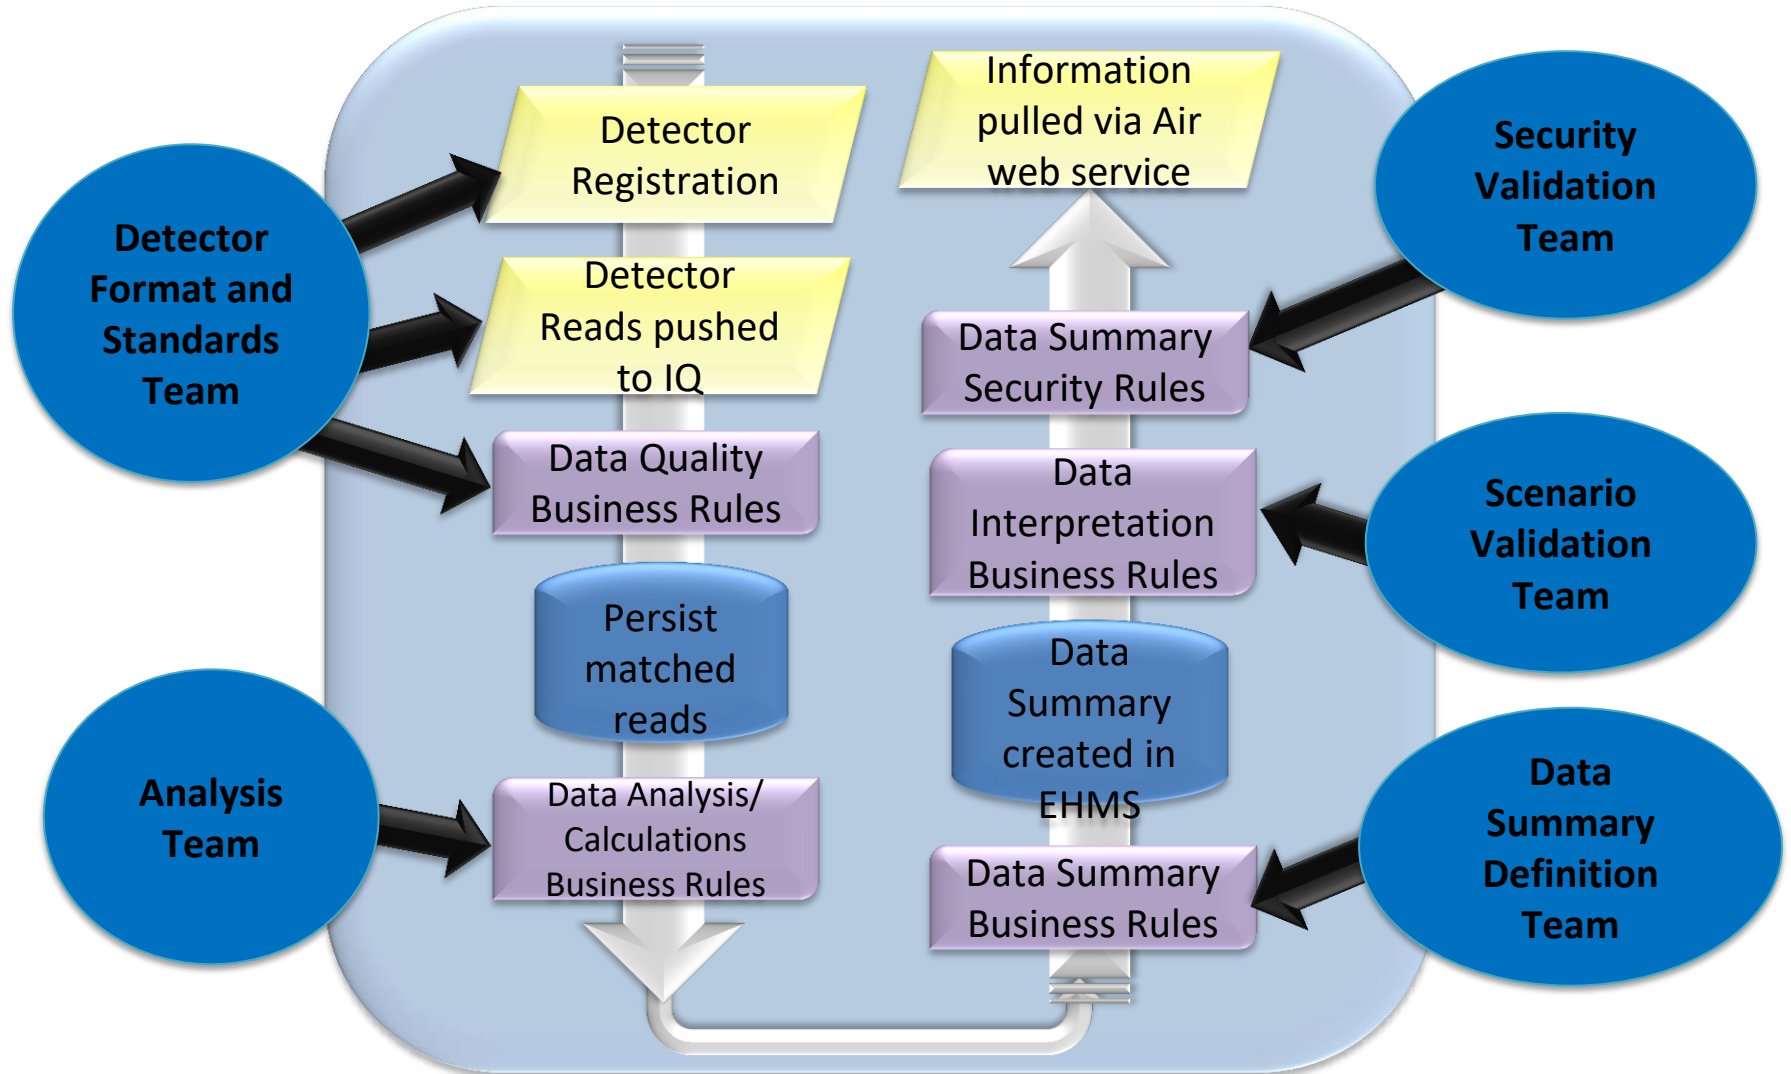 Detector
Format and
Standards
Team
Analysis
Team
Detector
Registration
Detector
Reads pushed
to IQ
Data Quality
Business Rules
Persist
matched
reads
Data Analysis/
Calculations
Business Rules
Information
pulled via Air
web service
Data Summary
Security Rules
Data
Interpretation
Business Rules
Data
Summary
created in
EHMS
Data Summary
Business Rules
Security
Validation
Team
Scenario
Validation
Team
Data
Summary
Definition
Team